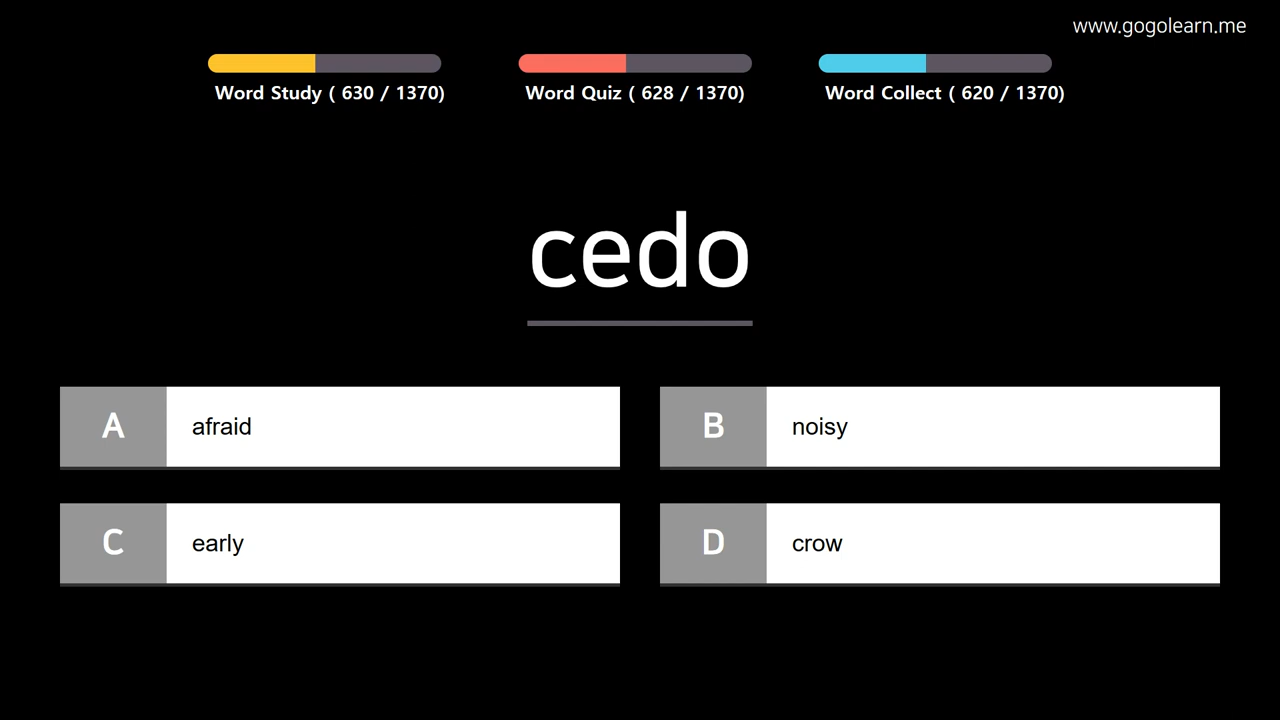 www.gogolearn.me
Word Study ( 630 / 1370)
Word Quiz ( 628 / 1370)
Word Collect ( 620 / 1370)
cedo
A afraid
B noisy
C early
D crow